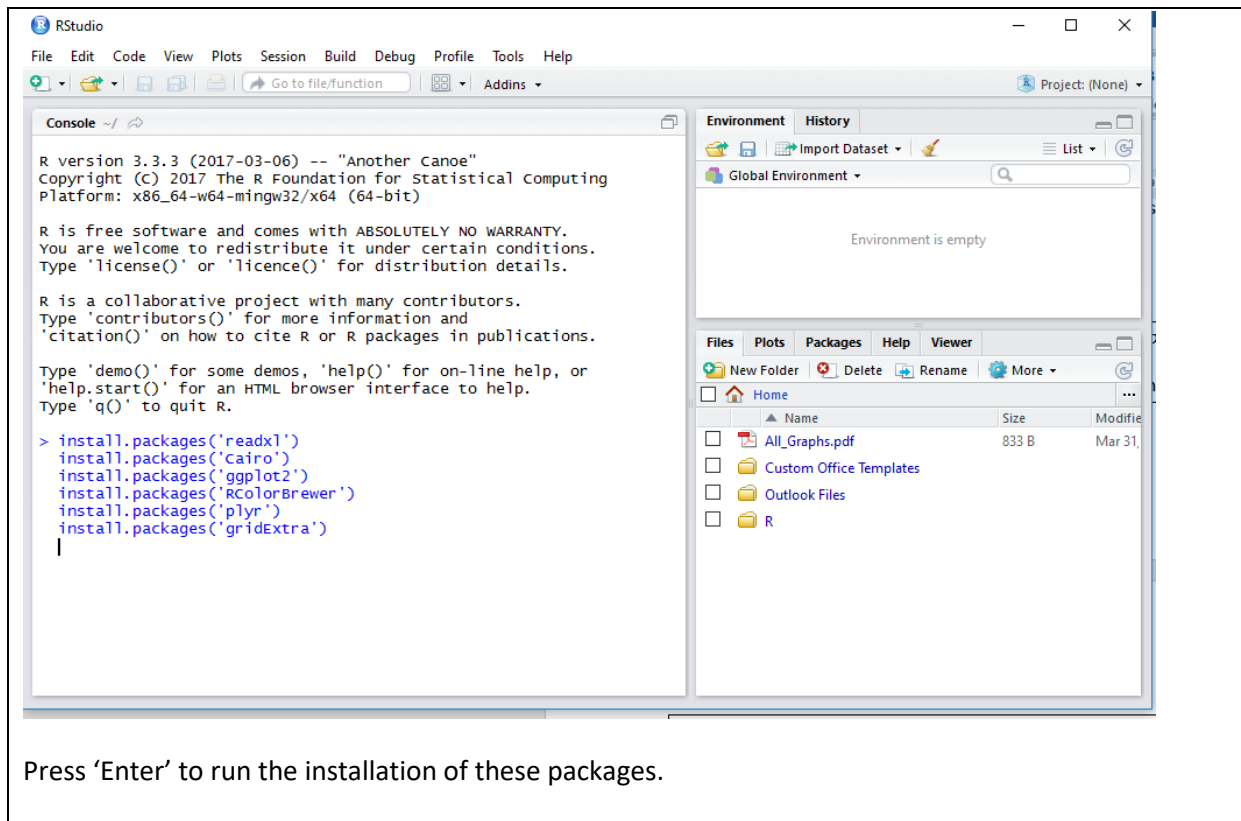 RStudio
File Edit Code View Plots Session Build Debug Profile Tools Help
Go to file/function Addins Project: (None)
Console ~/
R version 3.3.3 (2017-03-06) -- "Another Canoe"
Copyright (C) 2017 The R Foundation for Statistical Computing
Platform: x86_64-w64-mingw32/x64 (64-bit)
R is free software and comes with ABSOLUTELY NO WARRANTY.
You are welcome to redistribute it under certain conditions.
Type 'license()' or 'licence()' for distribution details.
R is a collaborative project with many contributors.
Type 'contributors()' for more information and
'citation()' on how to cite R or R packages in publications.
Type 'demo()' for some demos, 'help()' for on-line help, or
'help.start()' for an HTML browser interface to help.
Type 'q()' to quit R.
> install.packages('readxl')
install.packages('Cairo')
install.packages('ggplot2')
install.packages('RColorBrewer')
install.packages('plyr')
install.packages('gridExtra')
Environment History
Import Dataset List
Global Environment
Environment is empty
Files Plots Packages Help Viewer
New Folder Delete Rename More
Home ...
Name Size Modifie
All_Graphs.pdf 833 B Mar 31,
Custom Office Templates
Outlook Files
R
Press ‘Enter’ to run the installation of these packages.